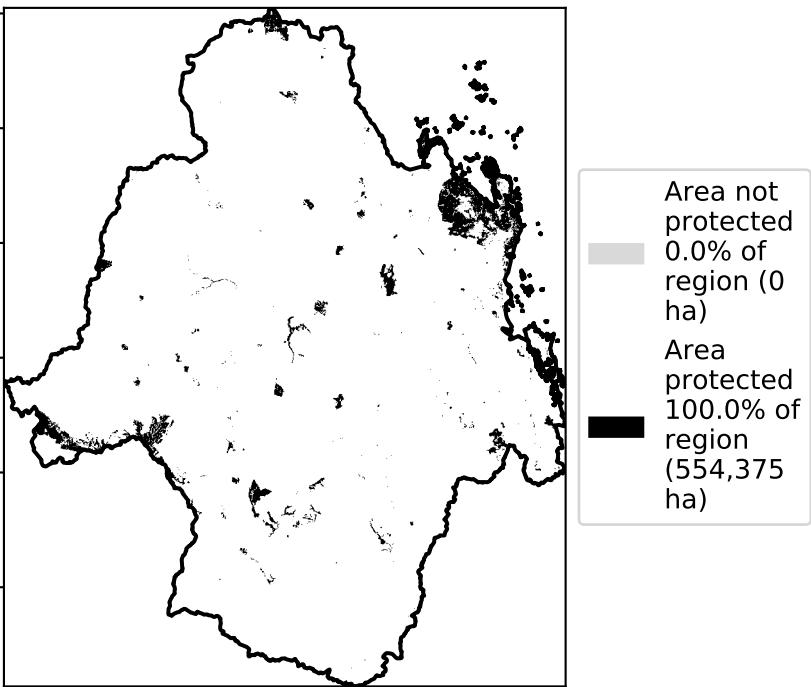 Area not
protected
0.0% of
region (0
ha)
Area
protected
100.0% of
region
(554,375
ha)